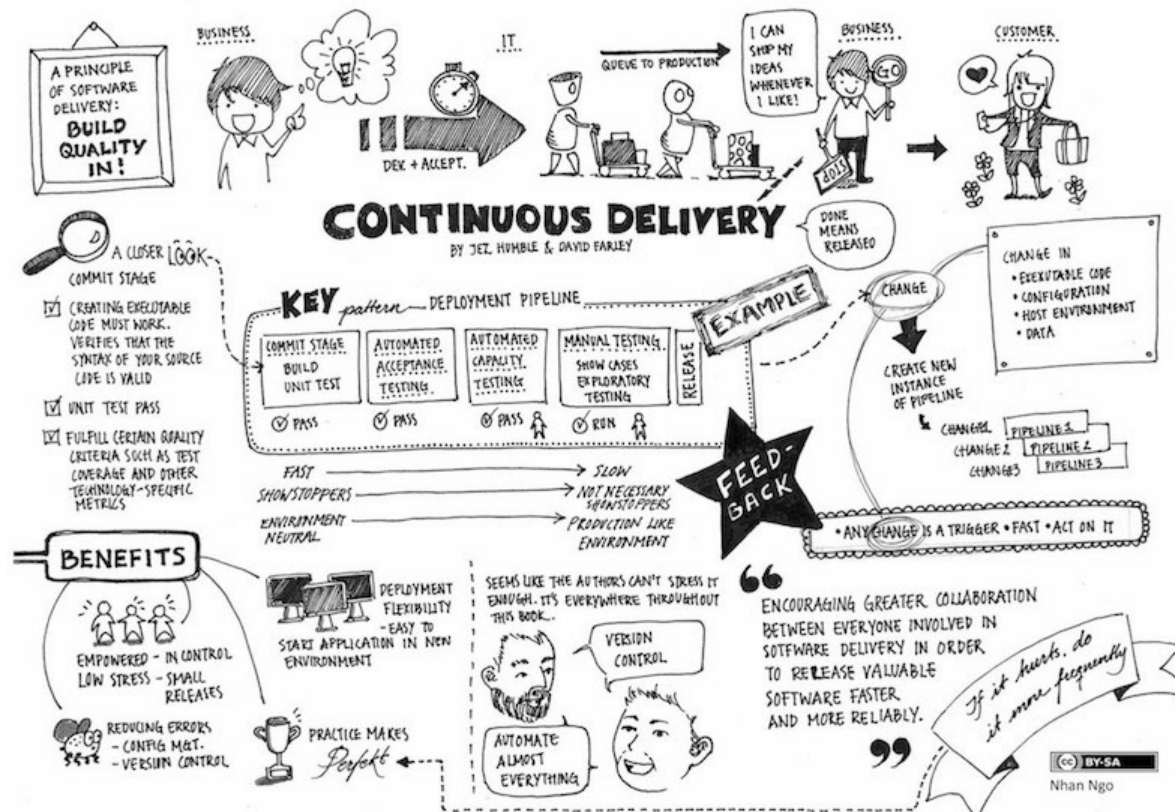 A PRINCIPLE
OF SOFTWARE
DELIVERY:
BUILD
QUALITY
IN!
BUSINESS
IT
DEV. + ACCEPT.
QUEUE TO PRODUCTION
I CAN
SHIP MY
IDEAS
WHENEVER
I LIKE!
BUSINESS
GO
STOP
CUSTOMER
CONTINUOUS DELIVERY
BY JEZ HUMBLE & DAVID FARLEY
DONE
MEANS
RELEASED
A CLOSER LOOK
COMMIT STAGE
CREATING EXECUTABLE
CODE MUST WORK.
VERIFIES THAT THE
SYNTAX OF YOUR SOURCE
CODE IS VALID
UNIT TEST PASS
FULFILL CERTAIN QUALITY
CRITERIA SUCH AS TEST
COVERAGE AND OTHER
TECHNOLOGY-SPECIFIC
METRICS
KEY pattern DEPLOYMENT PIPELINE
EXAMPLE
COMMIT STAGE
BUILD
UNIT TEST
PASS
AUTOMATED
ACCEPTANCE
TESTING
PASS
AUTOMATED
CAPACITY
TESTING
PASS
MANUAL TESTING
SHOW CASES
EXPLORATORY
TESTING
RUN
RELEASE
FAST SLOW
SHOWSTOPPERS NOT NECESSARY
SHOWSTOPPERS
ENVIRONMENT PRODUCTION LIKE
NEUTRAL ENVIRONMENT
FEED-
BACK
CHANGE
CHANGE IN
• EXEXUTABLE CODE
• CONFIGURATION
• HOST ENVIRONMENT
• DATA
CREATE NEW
INSTANCE
OF PIPELINE
CHANGE1 PIPELINE 1
CHANGE2 PIPELINE 2
CHANGE3 PIPELINE 3
• ANY CHANGE IS A TRIGGER • FAST • ACT ON IT
BENEFITS
EMPOWERED - IN CONTROL
LOW STRESS - SMALL
RELEASES
REDUCING ERRORS
- CONFIG MGT.
- VERSION CONTROL
DEPLOYMENT
FLEXIBILITY
- EASY TO
START APPLICATION IN NEW
ENVIRONMENT
PRACTICE MAKES
Perfekt
SEEMS LIKE THE AUTHORS CAN'T STRESS IT
ENOUGH. IT'S EVERYWHERE THROUGHOUT
THIS BOOK..
VERSION
CONTROL
AUTOMATE
ALMOST
EVERYTHING
“
ENCOURAGING GREATER COLLABORATION
BETWEEN EVERYONE INVOLVED IN
SOTFWARE DELIVERY IN ORDER
TO RELEASE VALUABLE
SOFTWARE FASTER
AND MORE RELIABLY.
”
If it hurts. do
it more frequently
cc BY-SA
Nhan Ngo